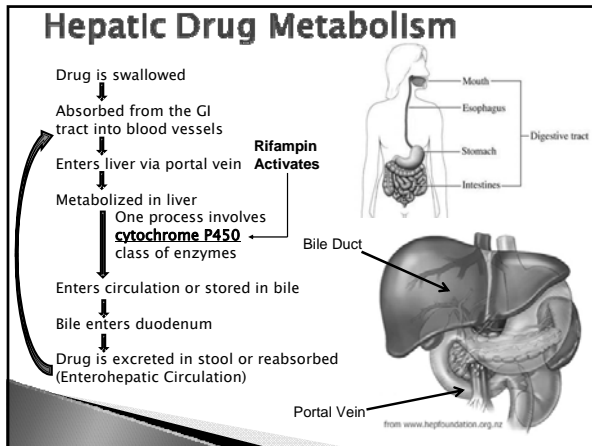 Hepatic Drug Metabolism
Drug is swallowed
Absorbed from the GI
tract into blood vessels
Enters liver via portal vein
Metabolized in liver
One process involves
cytochrome P450
class of enzymes
Enters circulation or stored in bile
Bile enters duodenum
Drug is excreted in stool or reabsorbed
(Enterohepatic Circulation)
Rifampin
Activates
Mouth
Esophagus
Digestive tract
Stomach
Intestines
Bile Duct
Portal Vein
from www.hepfoundation.org.nz